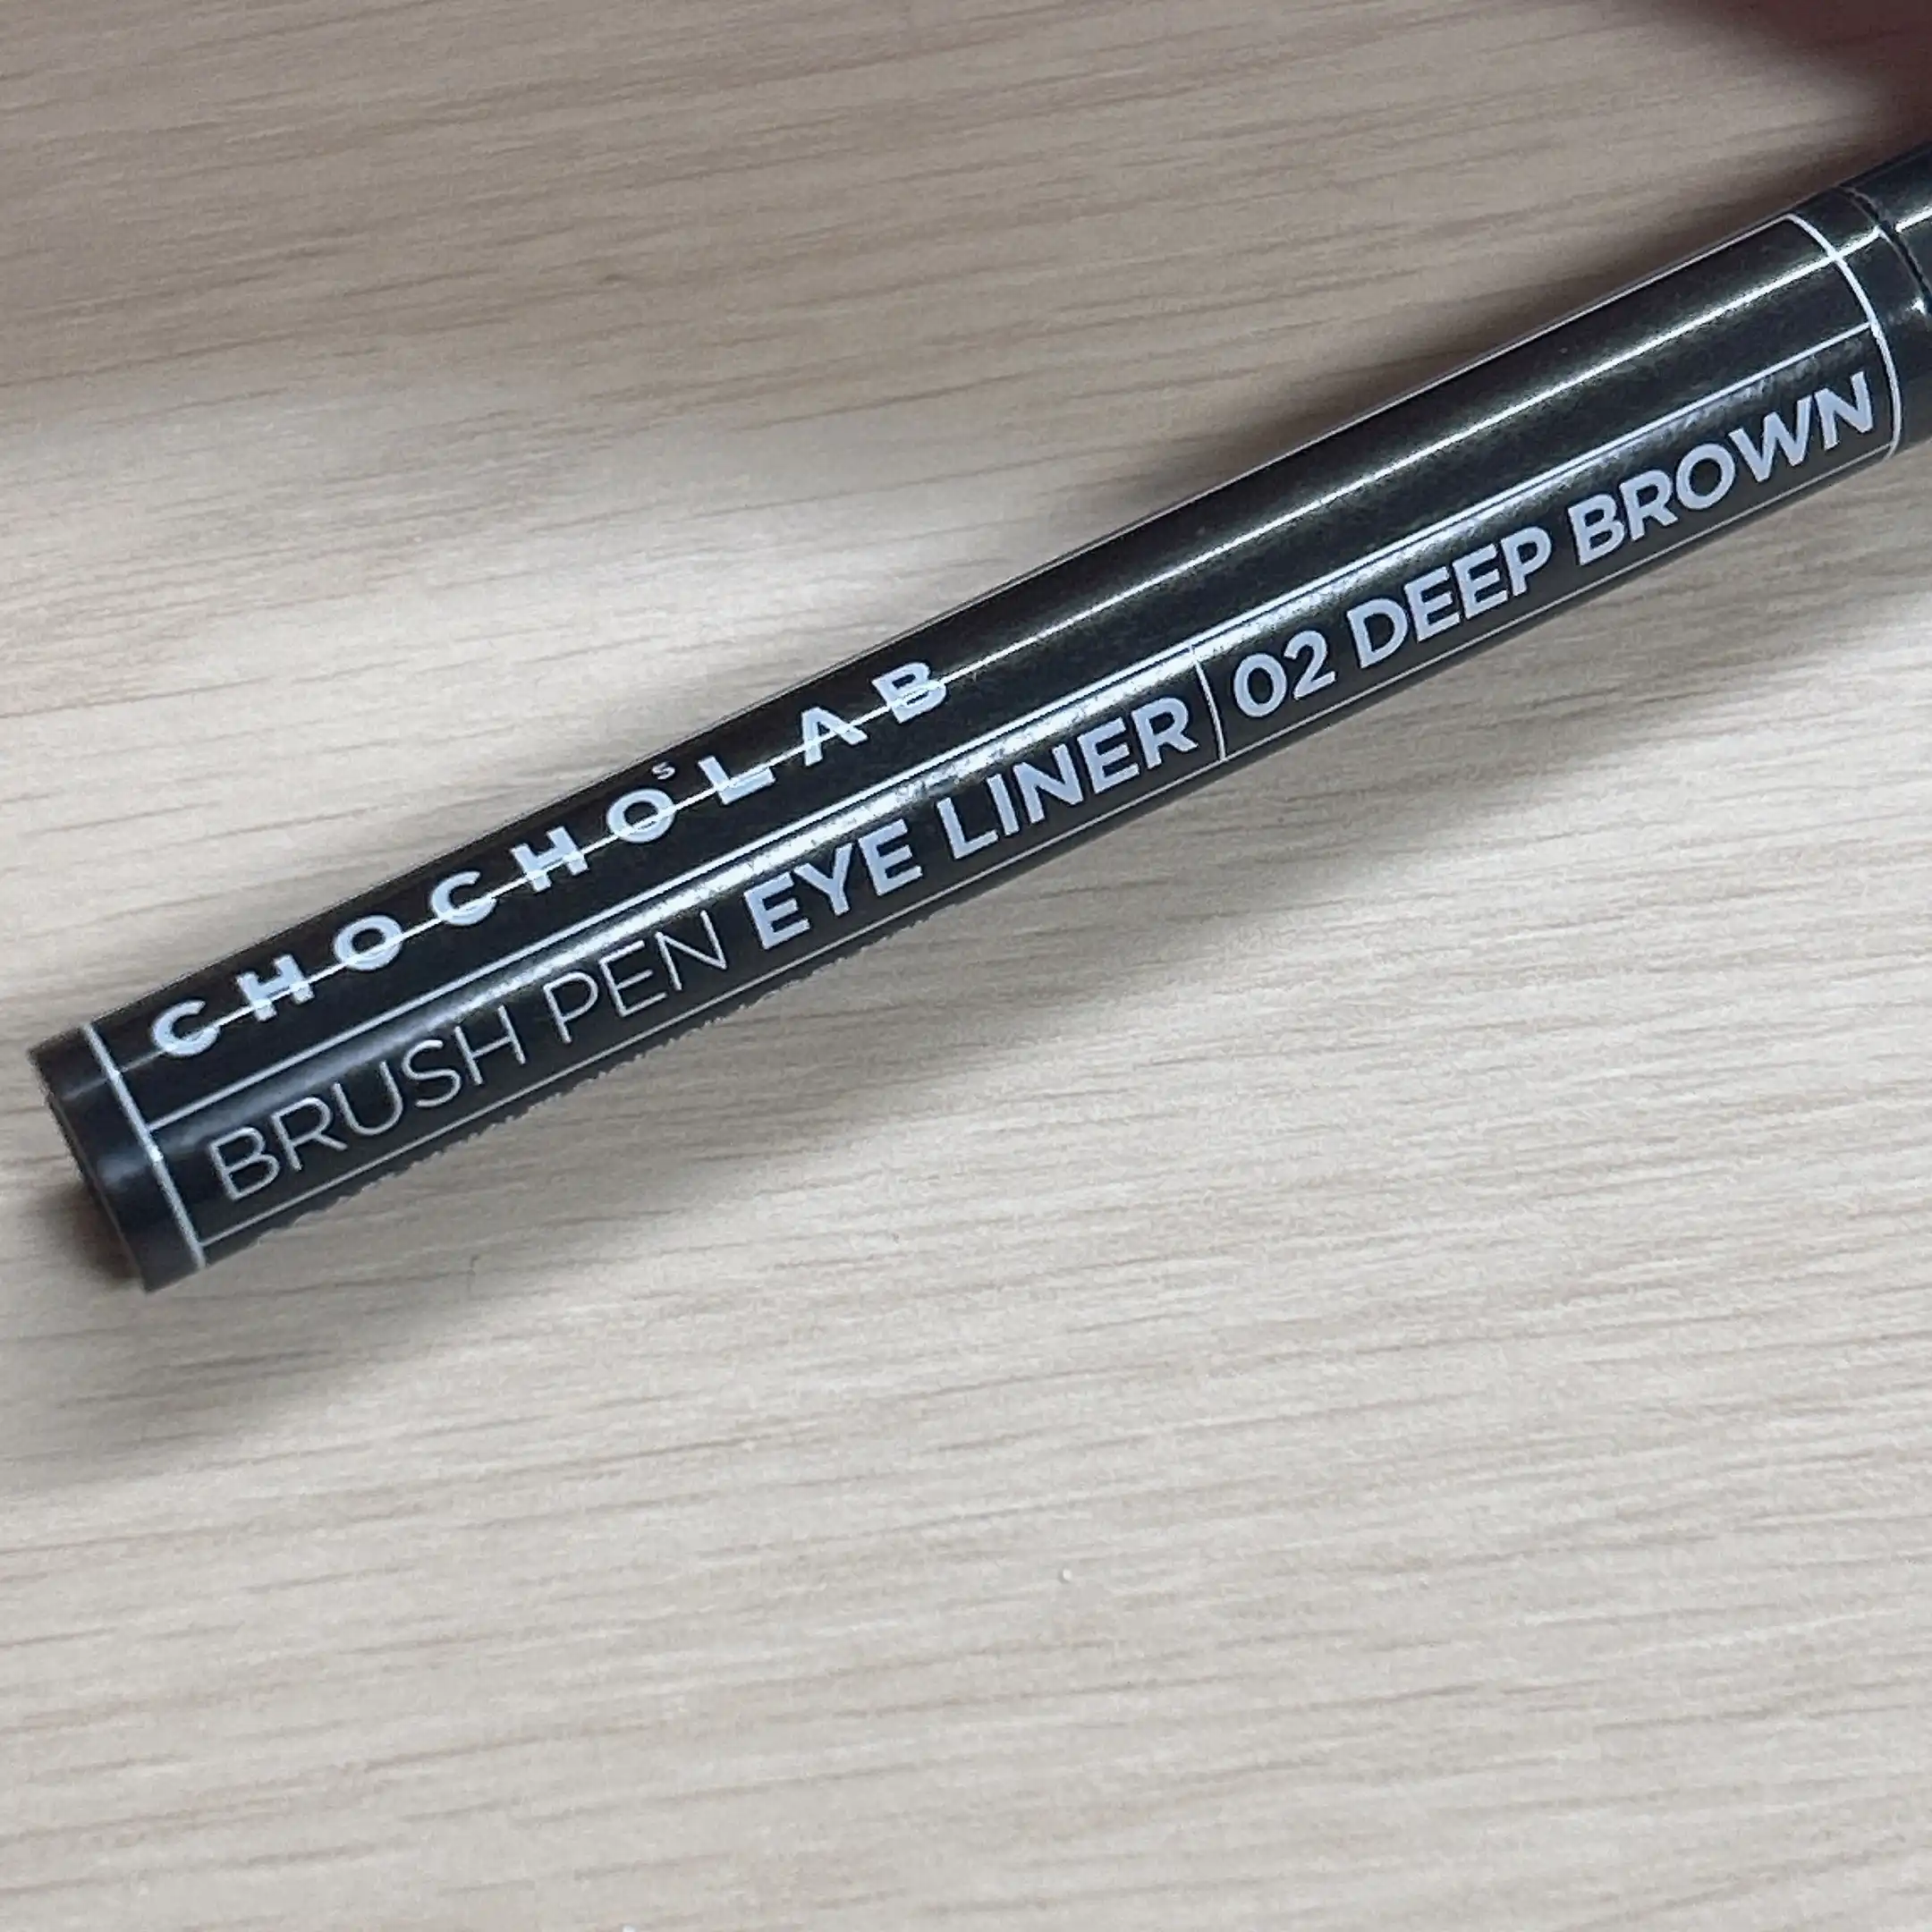 CHOCHO'S LAB
BRUSH PEN EYE LINER 02 DEEP BROWN